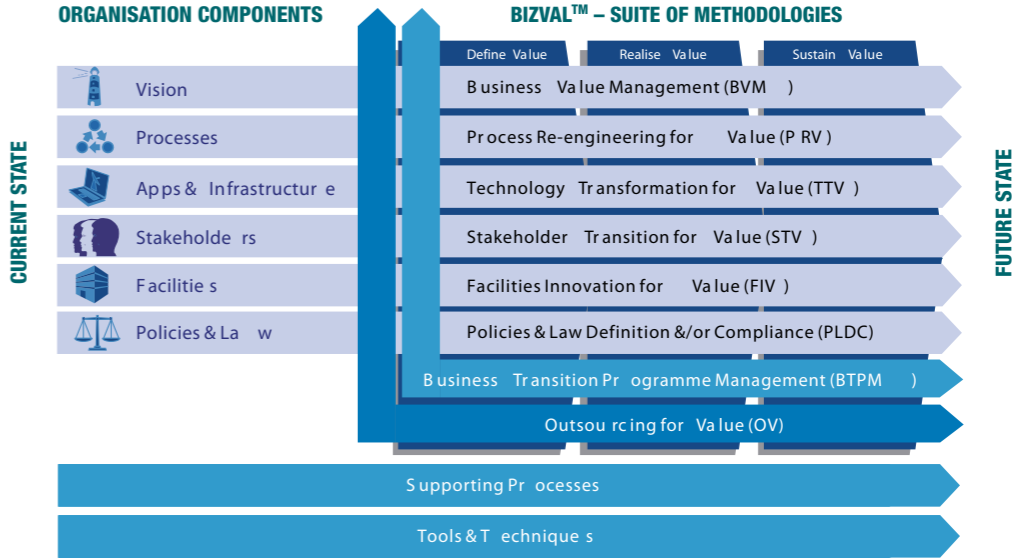 ORGANISATION COMPONENTS
BIZVAL™ – SUITE OF METHODOLOGIES
Define Value
Realise Value
Sustain Value
CURRENT STATE
FUTURE STATE
Vision
Business Value Management (BVM)
Processes
Process Re-engineering for Value (PRV)
Apps & Infrastructure
Technology Transformation for Value (TTV)
Stakeholders
Stakeholder Transition for Value (STV)
Facilities
Facilities Innovation for Value (FIV)
Policies & Law
Policies & Law Definition &/or Compliance (PLDC)
Business Transition Programme Management (BTPM)
Outsourcing for Value (OV)
Supporting Processes
Tools & Techniques